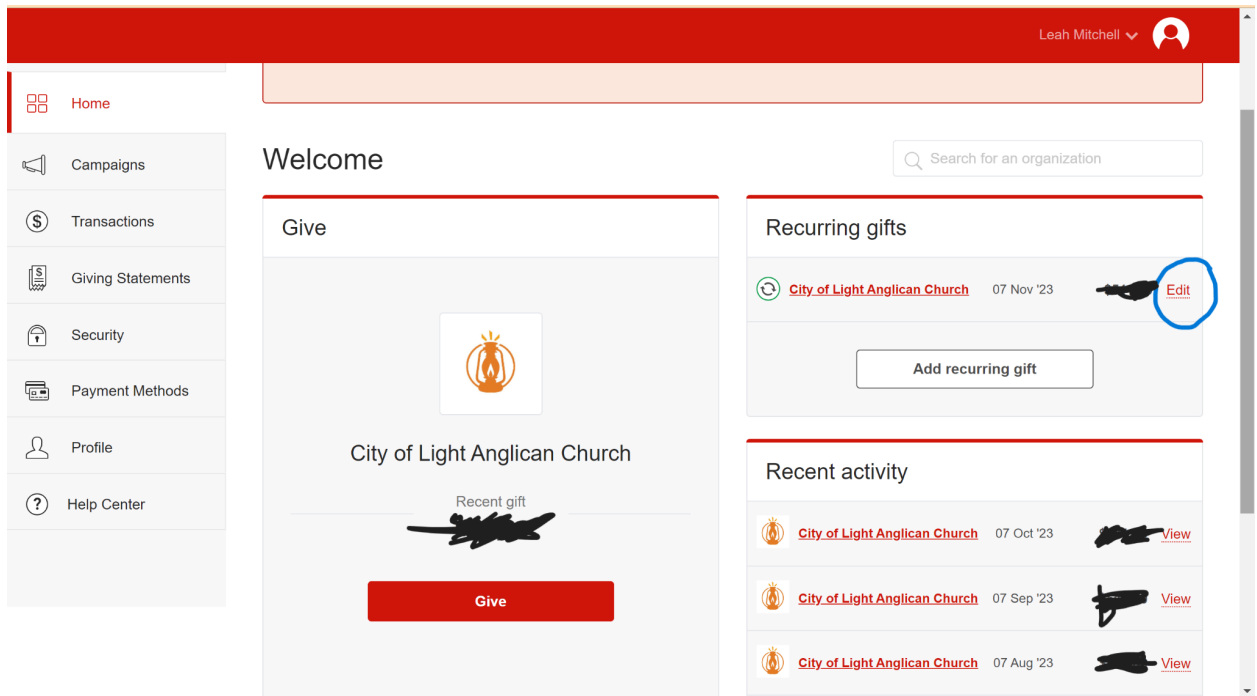 Leah Mitchell
Home
Campaigns
Transactions
$
Giving Statements
$
Security
Payment Methods
Profile
Help Center
?
Welcome
Search for an organization
Give
City of Light Anglican Church
Recent gift
Give
Recurring gifts
City of Light Anglican Church 07 Nov '23 Edit
Add recurring gift
Recent activity
City of Light Anglican Church 07 Oct '23 View
City of Light Anglican Church 07 Sep '23 View
City of Light Anglican Church 07 Aug '23 View